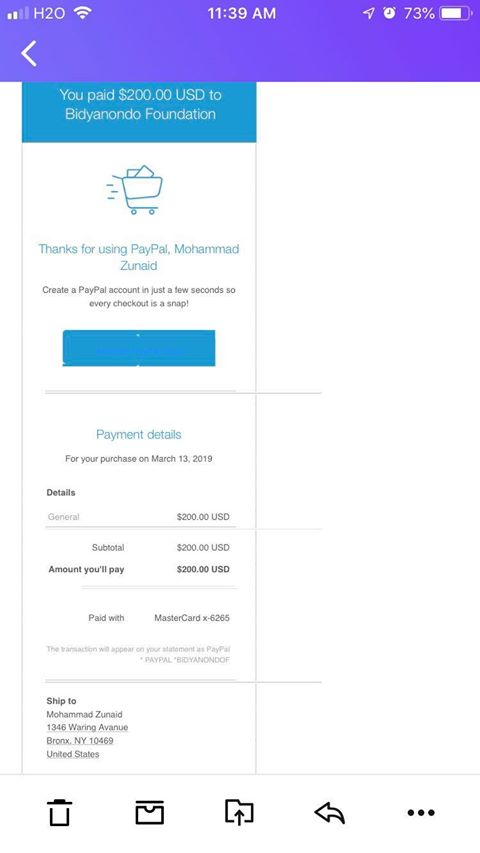 H2O 11:39 AM 73%
You paid $200.00 USD to
Bidyanondo Foundation
Thanks for using PayPal, Mohammad
Zunaid
Create a PayPal account in just a few seconds so
every checkout is a snap!
Payment details
For your purchase on March 13, 2019
Details
General $200.00 USD
Subtotal $200.00 USD
Amount you'll pay $200.00 USD
Paid with MasterCard x-6265
The transaction will appear on your statement as PayPal
* PAYPAL *BIDYANONDOF
Ship to
Mohammad Zunaid
1346 Waring Avanue
Bronx, NY 10469
United States